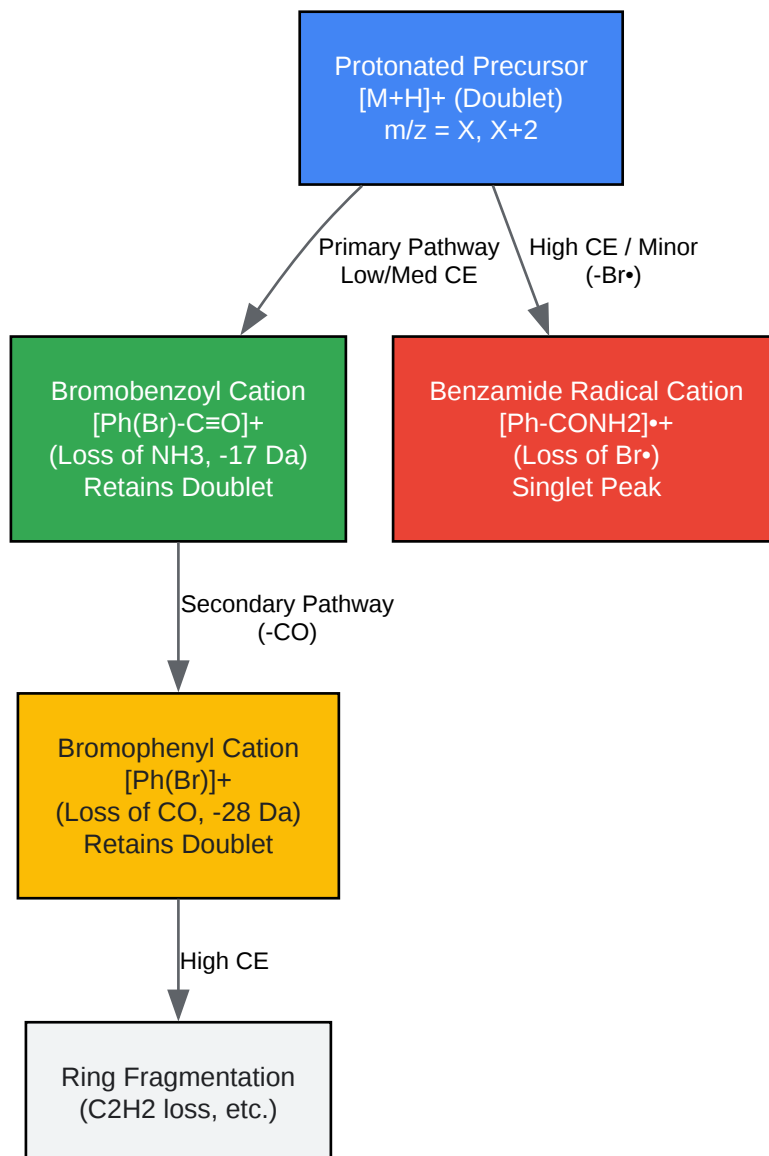 Protonated Precursor
[M+H]+ (Doublet)
m/z = X, X+2
Primary Pathway
Low/Med CE
High CE / Minor
(-Br•)
Bromobenzoyl Cation
[Ph(Br)-C≡O]+
(Loss of NH3, -17 Da)
Retains Doublet
Benzamide Radical Cation
[Ph-CONH2]•+
(Loss of Br•)
Singlet Peak
Secondary Pathway
(-CO)
Bromophenyl Cation
[Ph(Br)]+
(Loss of CO, -28 Da)
Retains Doublet
High CE
Ring Fragmentation
(C2H2 loss, etc.)